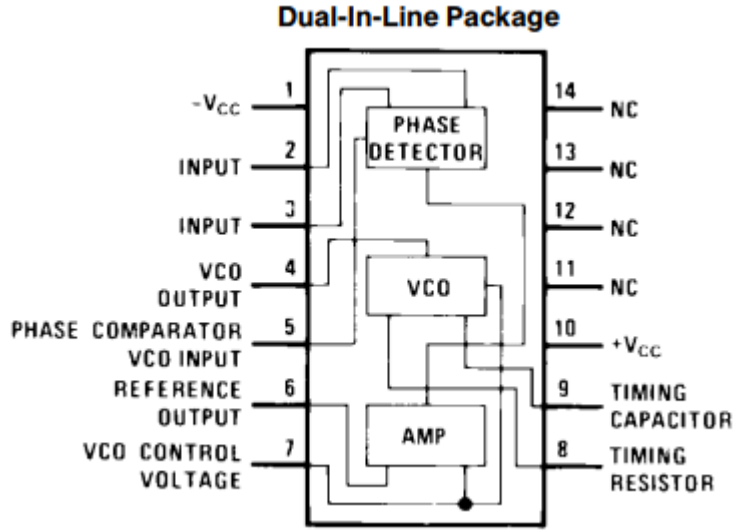 Dual-In-Line Package
1
-VCC
2
INPUT
3
INPUT
4
VCO
OUTPUT
5
PHASE COMPARATOR
VCO INPUT
6
REFERENCE
OUTPUT
7
VCO CONTROL
VOLTAGE
PHASE
DETECTOR
VCO
AMP
14
NC
13
NC
12
NC
11
NC
10
+VCC
9
TIMING
CAPACITOR
8
TIMING
RESISTOR